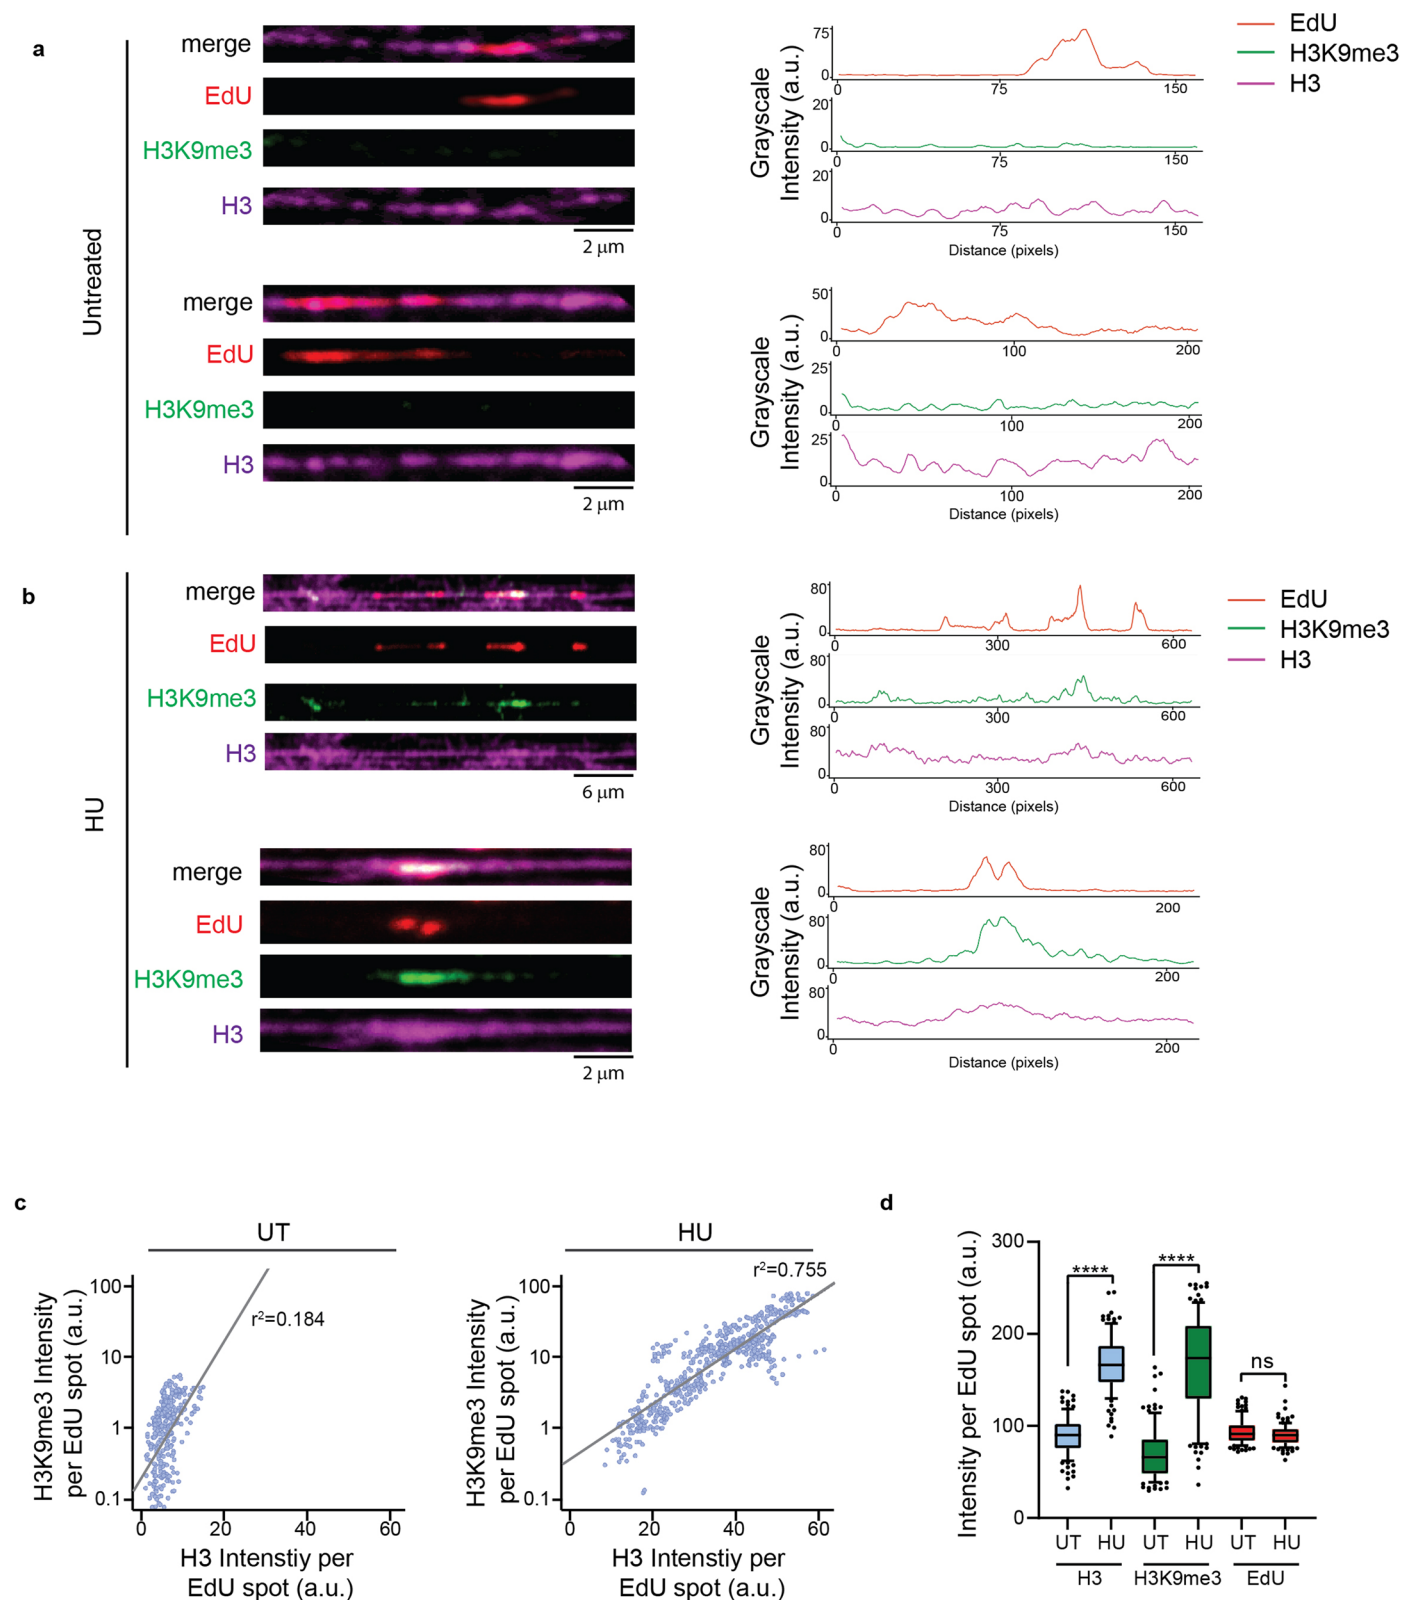 a
Untreated
merge
EdU
H3K9me3
H3
2 μm
Grayscale
Intensity (a.u.)
75
0
0 75 150
20
0
0 75 150
20
0
0 75 150
Distance (pixels)
EdU
H3K9me3
H3
merge
EdU
H3K9me3
H3
2 μm
Grayscale
Intensity (a.u.)
50
0
0 100 200
25
0
0 100 200
25
0
0 100 200
Distance (pixels)
b
HU
merge
EdU
H3K9me3
H3
6 μm
Grayscale
Intensity (a.u.)
80
0
0 300 600
80
0
0 300 600
80
0
0 300 600
Distance (pixels)
EdU
H3K9me3
H3
merge
EdU
H3K9me3
H3
2 μm
Grayscale
Intensity (a.u.)
80
0
0 200
80
0
0 200
80
0
0 200
Distance (pixels)
c
UT
H3K9me3 Intensity
per EdU spot (a.u.)
100
10
1
0.1
r²=0.184
0 20 40 60
H3 Intenstiy per
EdU spot (a.u.)
HU
H3K9me3 Intensity
per EdU spot (a.u.)
100
10
1
0.1
r²=0.755
0 20 40 60
H3 Intenstiy per
EdU spot (a.u.)
d
Intensity per EdU spot (a.u.)
300
200
100
0
**** **** ns
UT HU UT HU UT HU
H3 H3K9me3 EdU